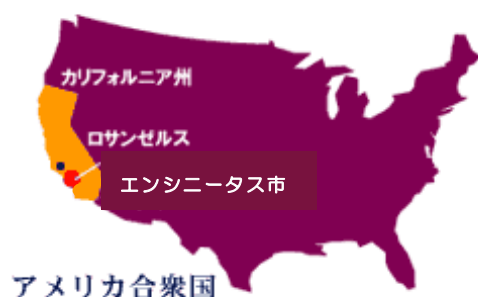 カリフォルニア州
ロサンゼルス
エンシニータス市
アメリカ合衆国